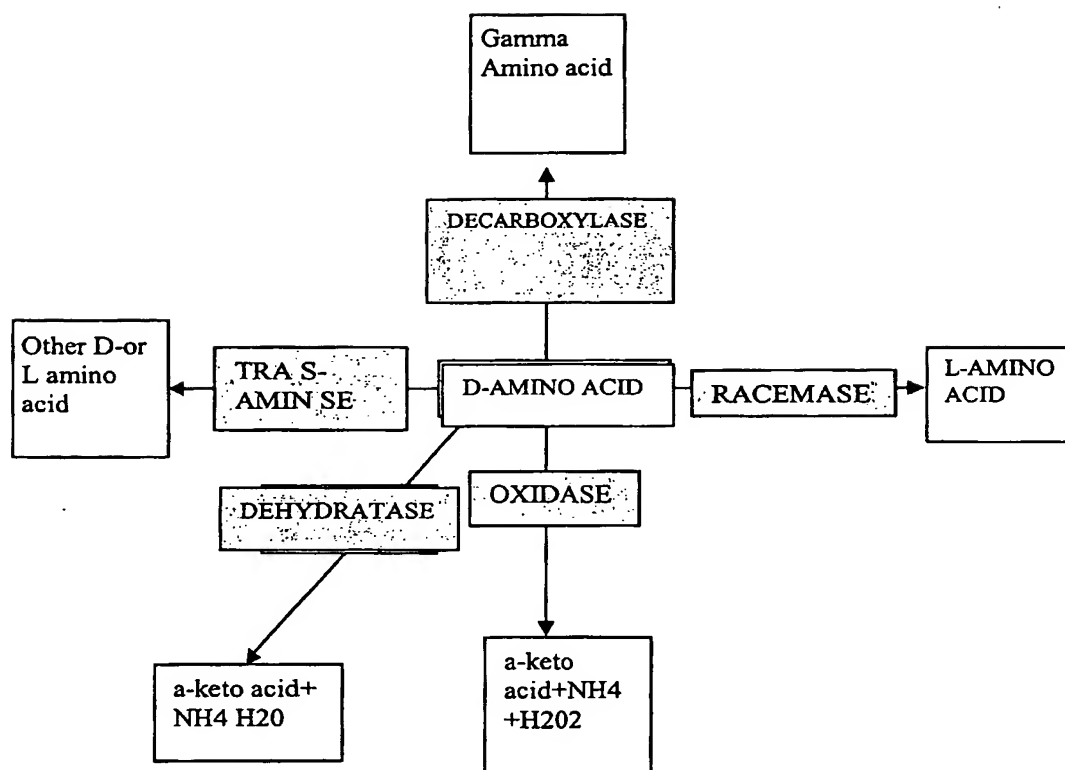 Gamma
Amino acid
DECARBOXYLASE
Other D-or
L amino
acid
TRA S-
AMIN SE
D-AMINO ACID
RACEMASE
L-AMINO
ACID
DEHYDRATASE
OXIDASE
a-keto acid+
NH4 H20
a-keto
acid+NH4
+H202